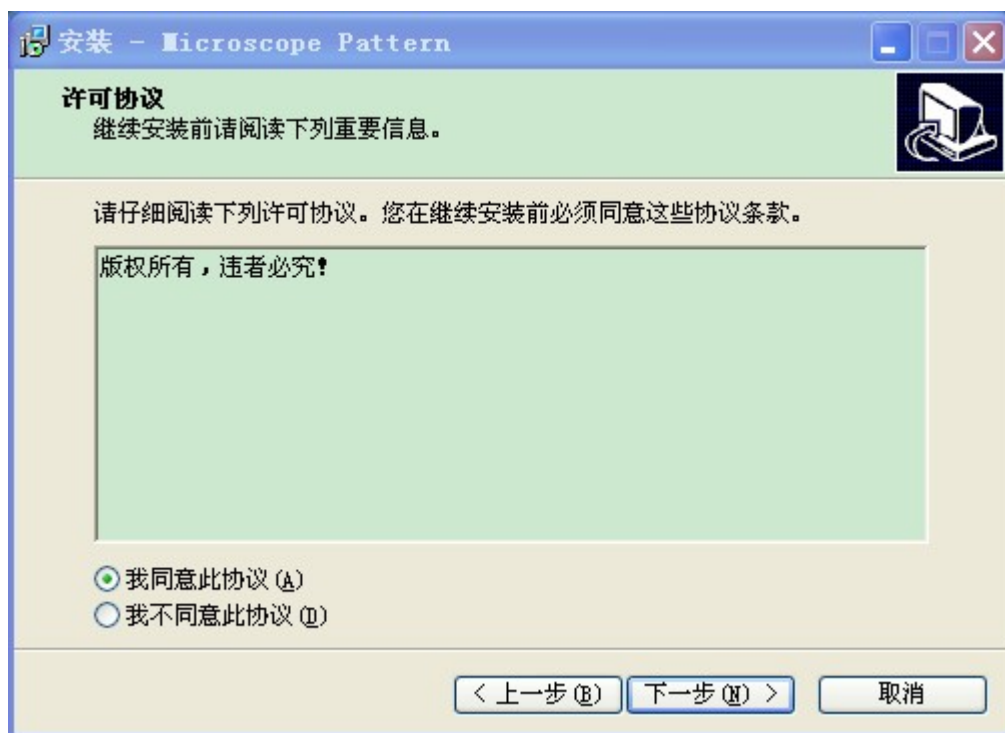 安装 - Microscope Pattern
许可协议
继续安装前请阅读下列重要信息。
请仔细阅读下列许可协议。您在继续安装前必须同意这些协议条款。
版权所有，违者必究！
我同意此协议(A)
我不同意此协议(D)
< 上一步(B)
下一步(N) >
取消